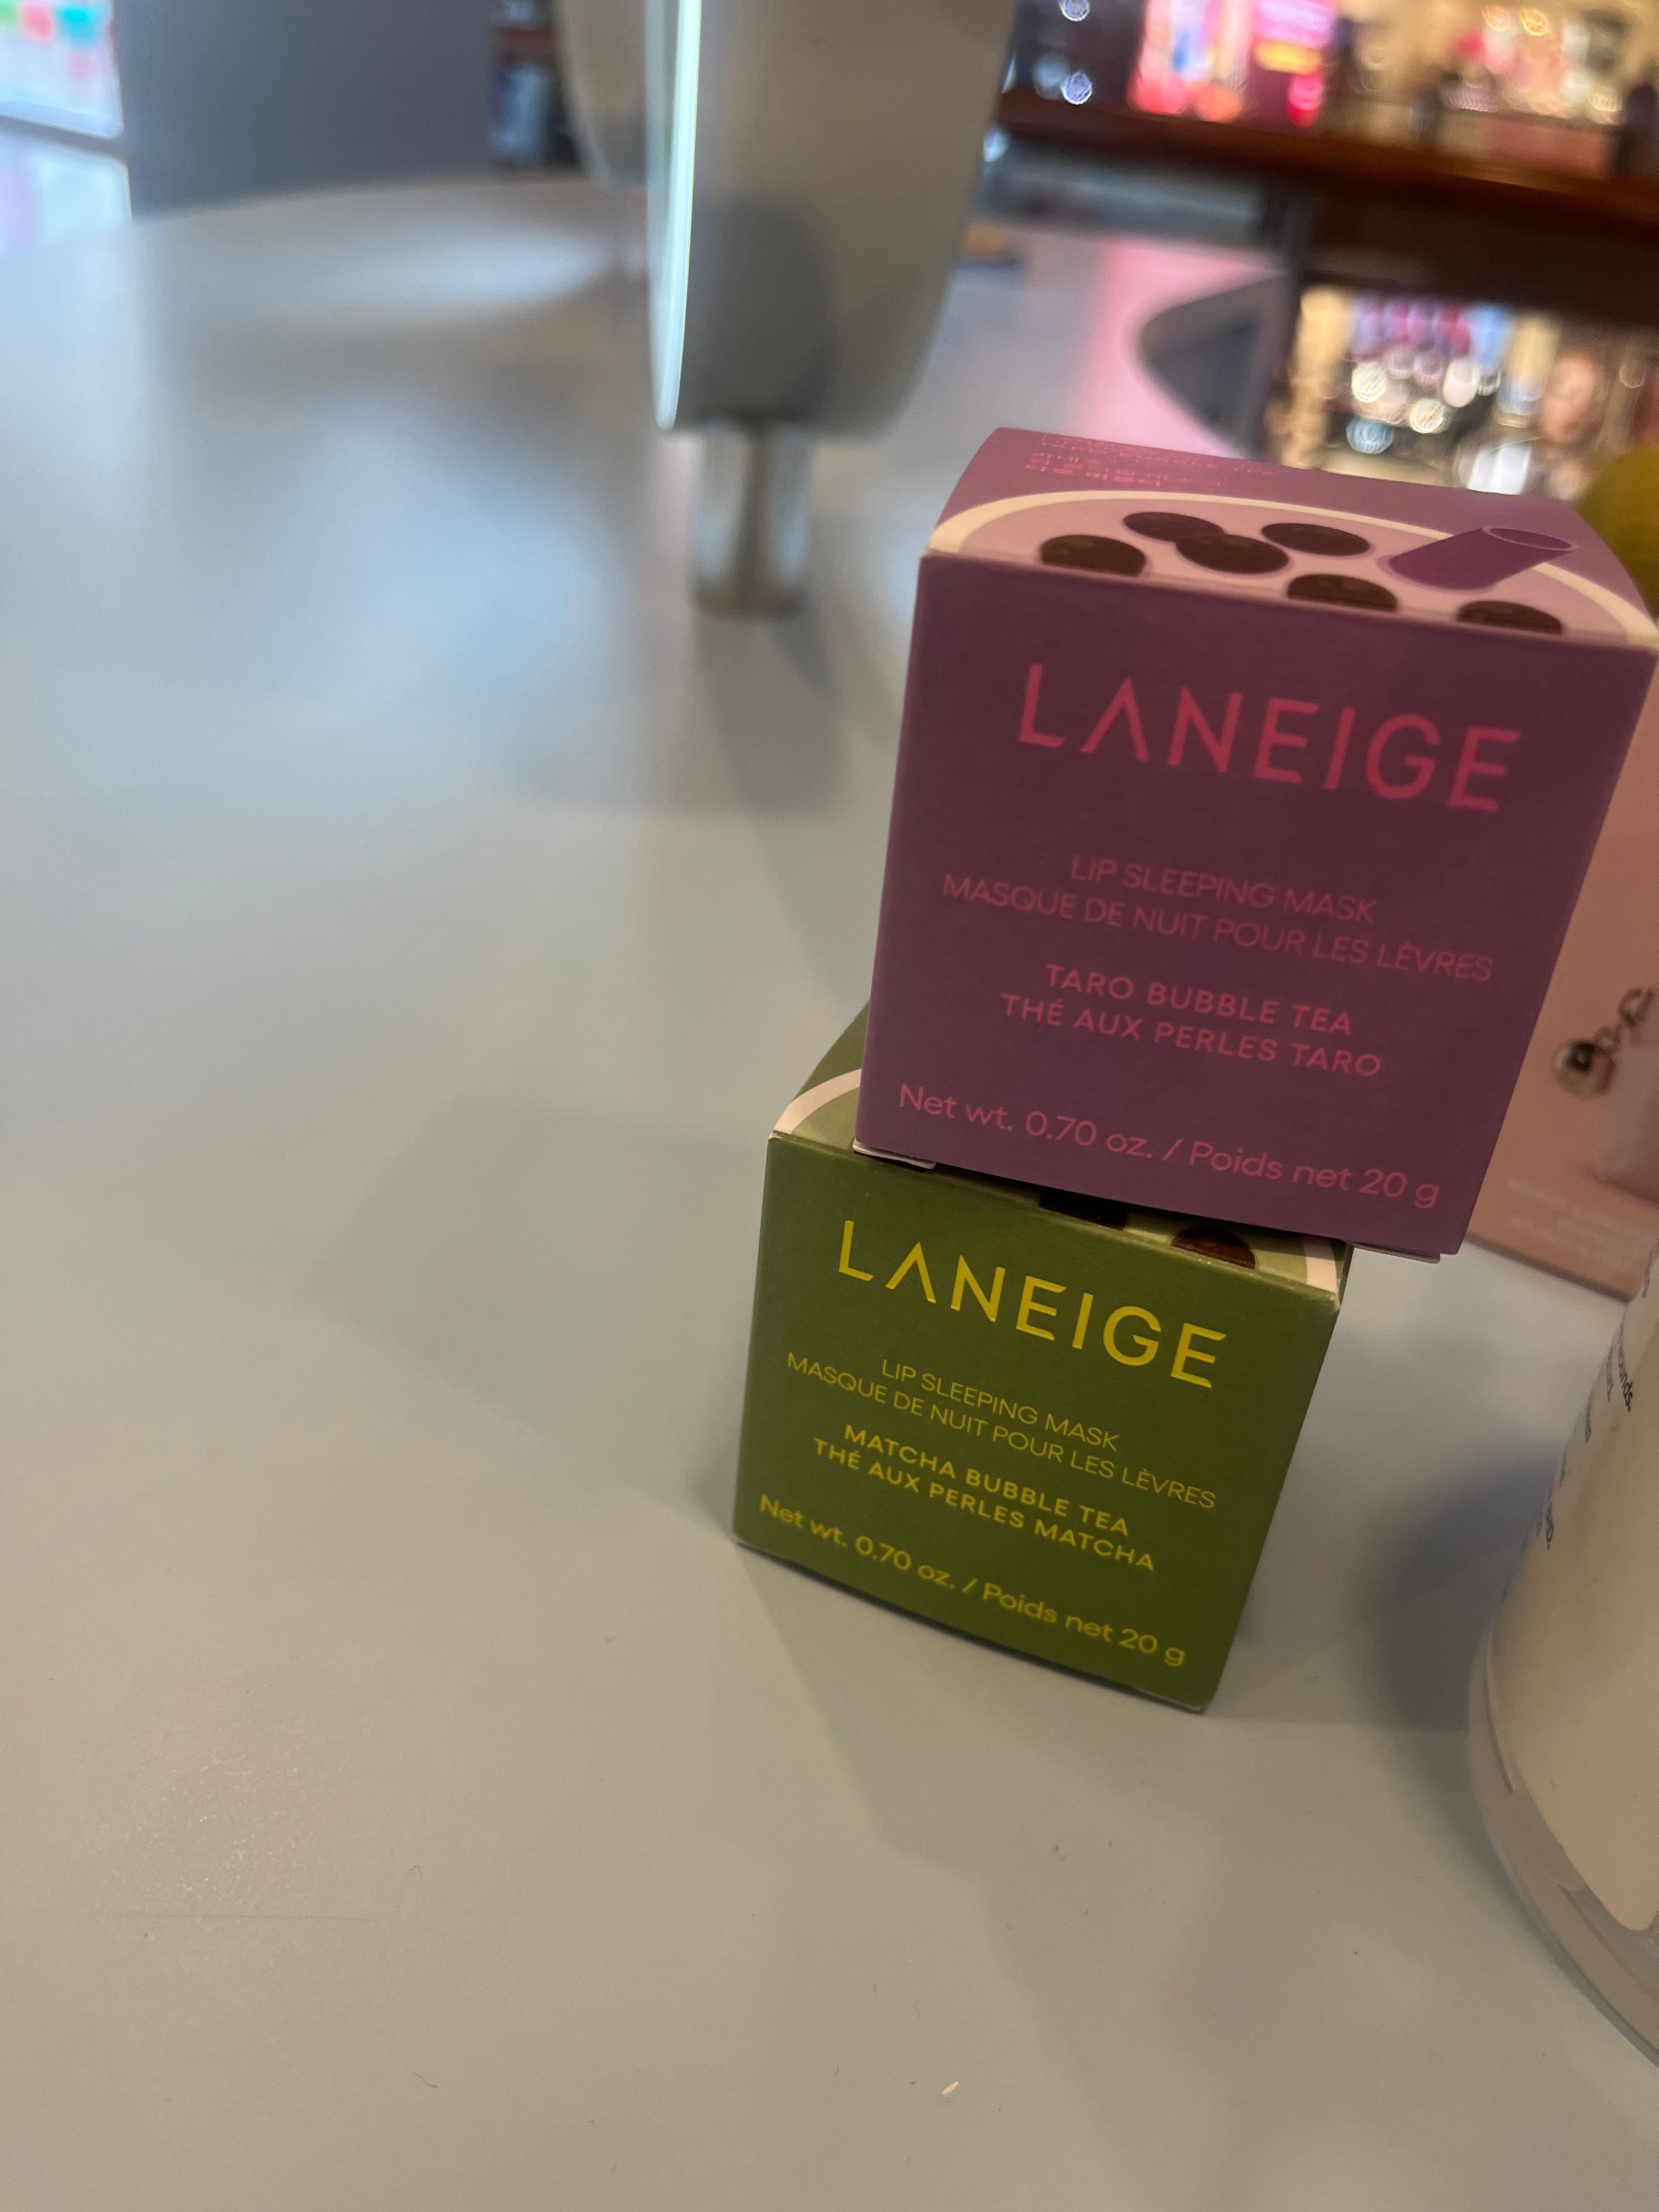 LANEIGE
LIP SLEEPING MASK
MASQUE DE NUIT POUR LES LÈVRES
TARO BUBBLE TEA
THÉ AUX PERLES TARO
Net wt. 0.70 oz. / Poids net 20 g
LANEIGE
LIP SLEEPING MASK
MASQUE DE NUIT POUR LES LÈVRES
MATCHA BUBBLE TEA
THÉ AUX PERLES MATCHA
Net wt. 0.70 oz. / Poids net 20 g